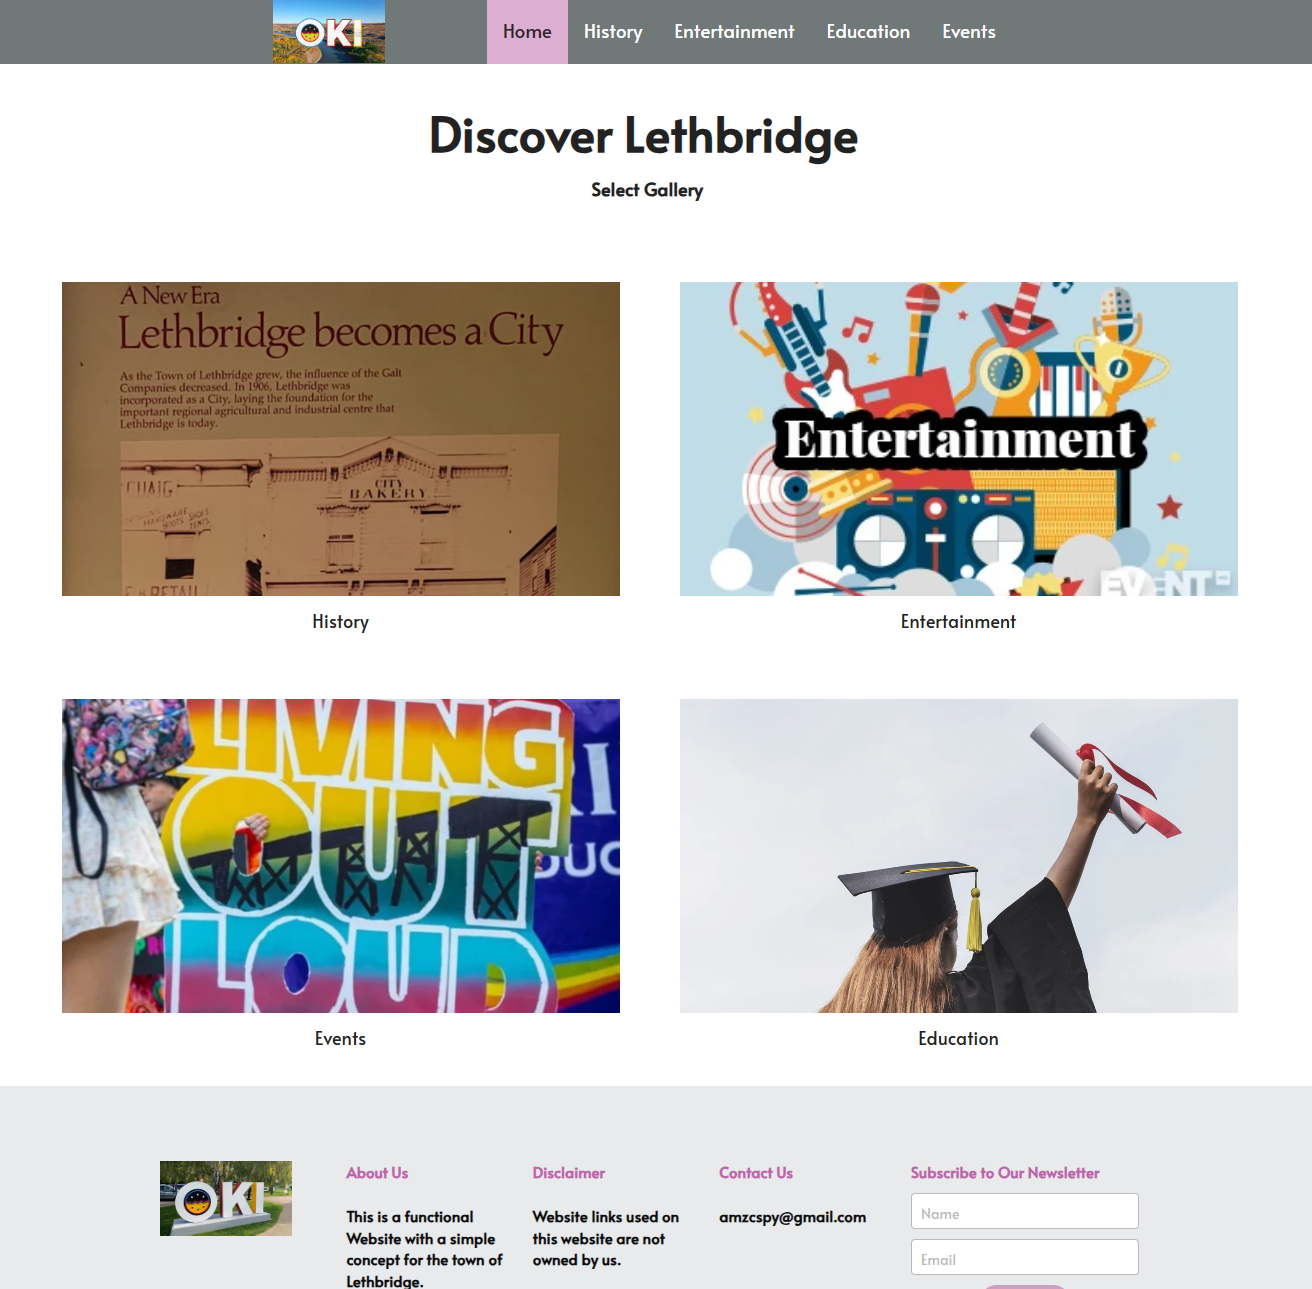 OKI
Home
History
Entertainment
Education
Events
Discover Lethbridge
Select Gallery
A New Era
Lethbridge becomes a City
As the Town of Lethbridge grew, the influence of the Galt
Companies decreased. In 1906, Lethbridge was
incorporated as a City, laying the foundation for the
important regional agricultural and industrial centre that
Lethbridge is today.
CRAIG
HARDWARE
BOOTS SHOES
TENTS
CITY
BAKERY
RETAIL
History
Entertainment
EVENT
Entertainment
LIVING
OUT
LOUD
Events
Education
OKI
About Us
This is a functional
Website with a simple
concept for the town of
Lethbridge.
Disclaimer
Website links used on
this website are not
owned by us.
Contact Us
amzcspy@gmail.com
Subscribe to Our Newsletter
Name
Email